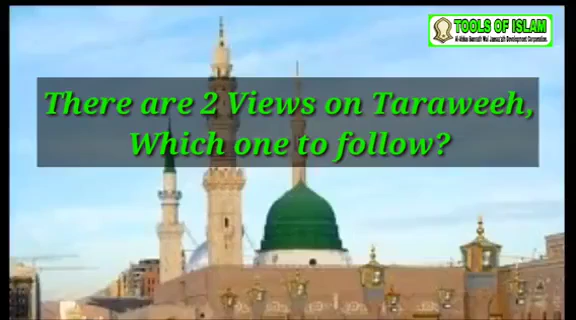 TOOLS OF ISLAM
There are 2 Views on Taraweeh,
Which one to follow?